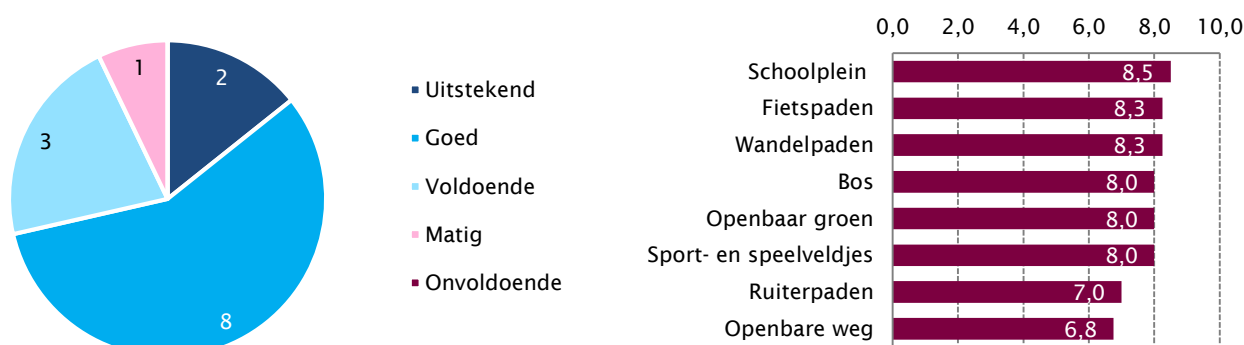 1
2
3
8
Uitstekend
Goed
Voldoende
Matig
Onvoldoende
0,0 2,0 4,0 6,0 8,0 10,0
Schoolplein 8,5
Fietspaden 8,3
Wandelpaden 8,3
Bos 8,0
Openbaar groen 8,0
Sport- en speelveldjes 8,0
Ruiterpaden 7,0
Openbare weg 6,8